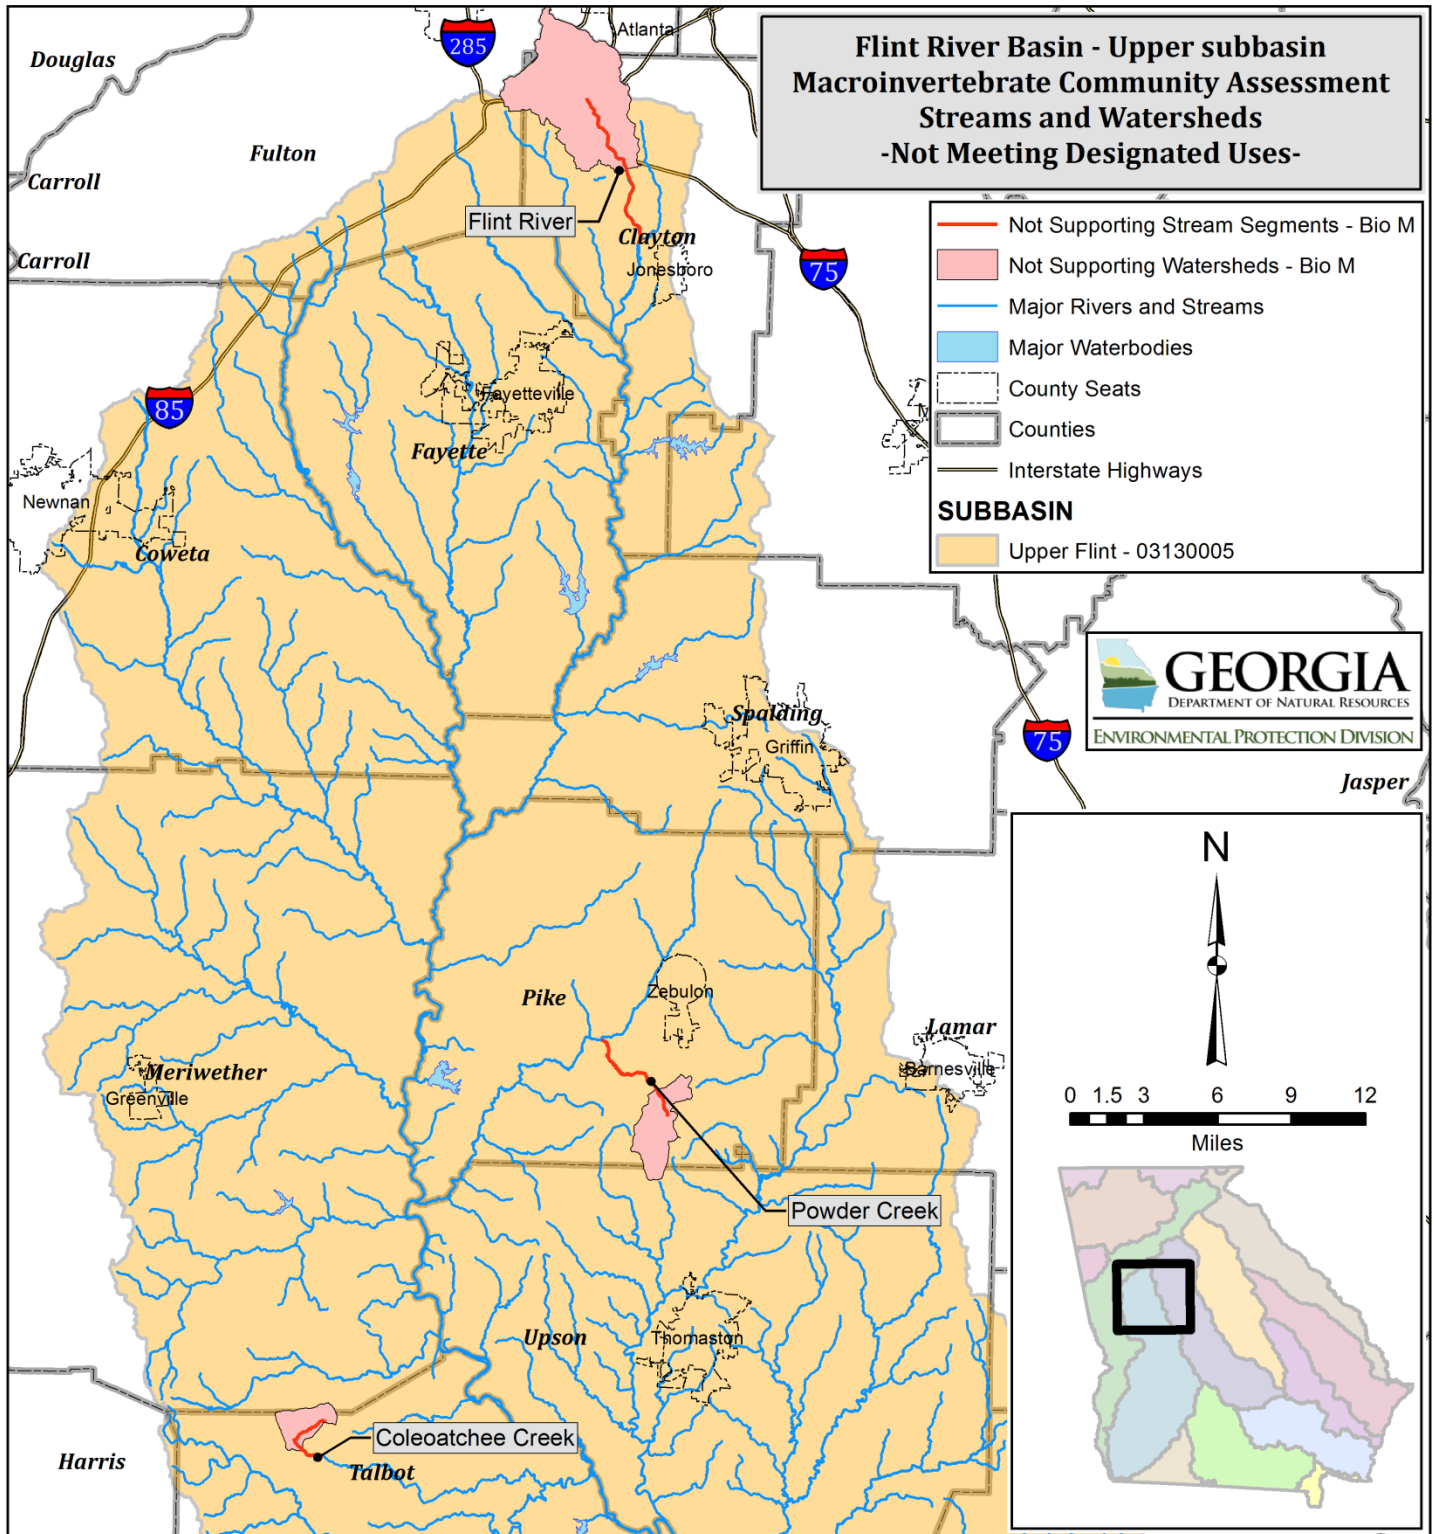 Flint River Basin - Upper subbasin
Macroinvertebrate Community Assessment
Streams and Watersheds
-Not Meeting Designated Uses-
Not Supporting Stream Segments - Bio M
Not Supporting Watersheds - Bio M
Major Rivers and Streams
Major Waterbodies
County Seats
Counties
Interstate Highways
SUBBASIN
Upper Flint - 03130005
GEORGIA
DEPARTMENT OF NATURAL RESOURCES
ENVIRONMENTAL PROTECTION DIVISION
Atlanta
285
Douglas
Fulton
Carroll
Flint River
Clayton
Carroll
Jonesboro
75
M
85
Fayetteville
Fayette
Newnan
Coweta
Spalding
Griffin
75
Jasper
N
Pike
Zebulon
Lamar
Barnesville
Meriwether
Greenville
0 1.5 3 6 9 12
Miles
Powder Creek
Upson
Thomaston
Coleoatchee Creek
Harris
Talbot